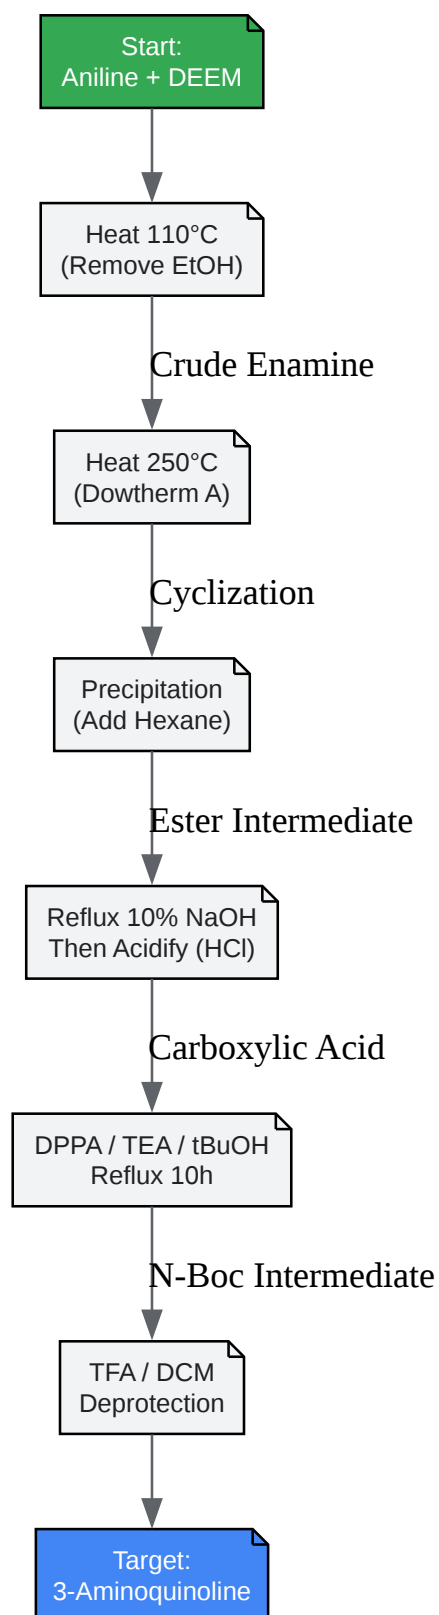 Start:
Aniline + DEEM
Heat 110°C
(Remove EtOH)
Crude Enamine
Heat 250°C
(Dowtherm A)
Cyclization
Precipitation
(Add Hexane)
Ester Intermediate
Reflux 10% NaOH
Then Acidify (HCl)
Carboxylic Acid
DPPA / TEA / tBuOH
Reflux 10h
N-Boc Intermediate
TFA / DCM
Deprotection
Target:
3-Aminoquinoline